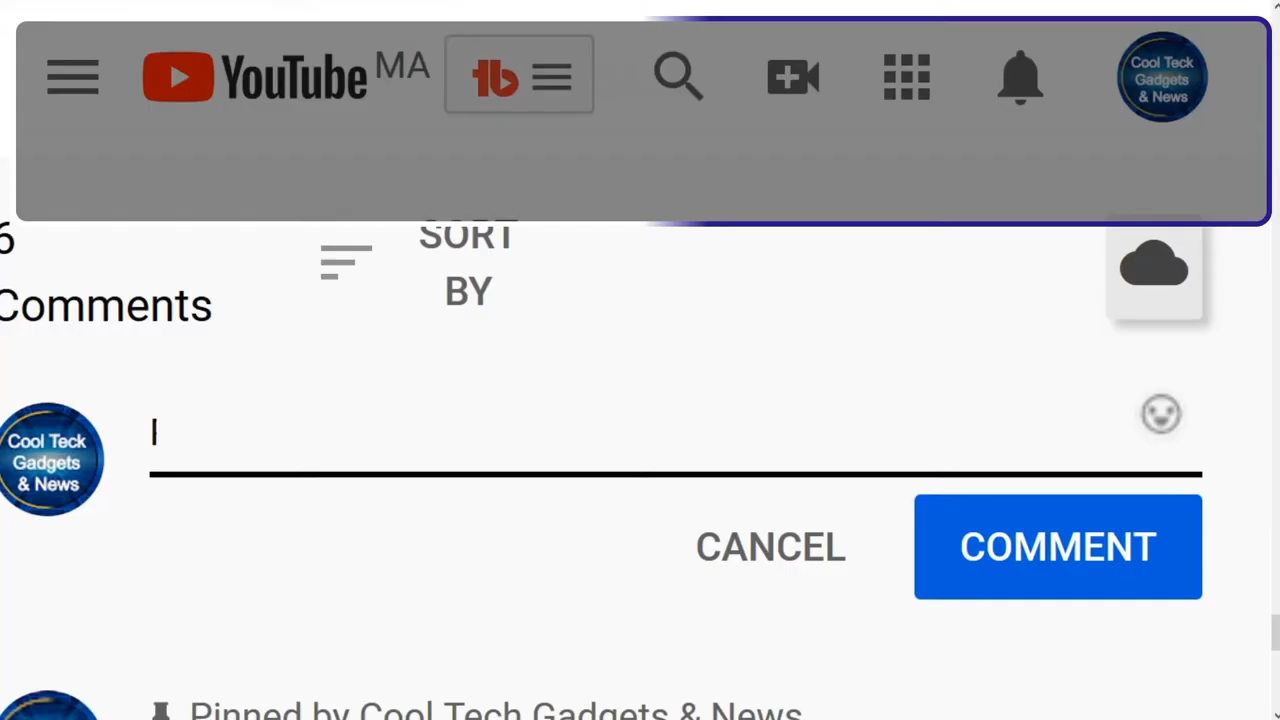 YouTube MA
Cool Teck
Gadgets
& News
6
Comments
SORT
BY
Cool Teck
Gadgets
& News
CANCEL
COMMENT
Pinned by Cool Tech Gadgets & News